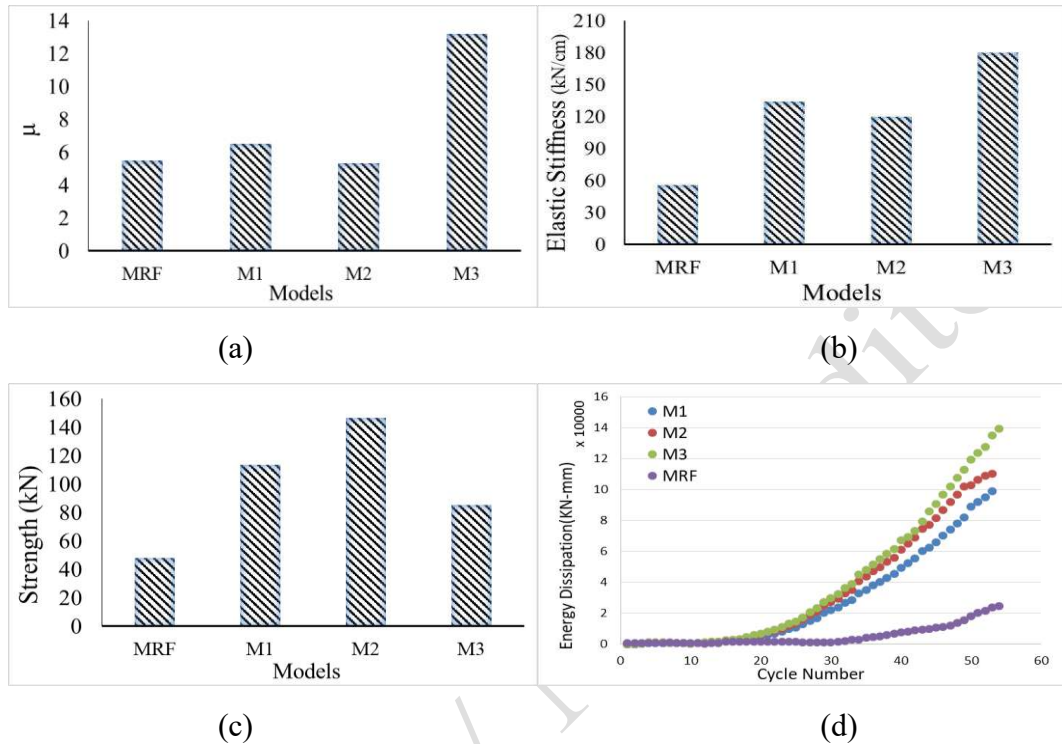 14
12
10
8
6
4
2
0
μ
MRF M1 M2 M3
Models
(a)
210
180
150
120
90
60
30
0
Elastic Stiffness (kN/cm)
MRF M1 M2 M3
Models
(b)
160
140
120
100
80
60
40
20
0
Strength (kN)
MRF M1 M2 M3
Models
(c)
16
14
12
10
8
6
4
2
0
x 10000
Energy Dissipation(KN-mm)
M1
M2
M3
MRF
0 10 20 30 40 50 60
Cycle Number
(d)